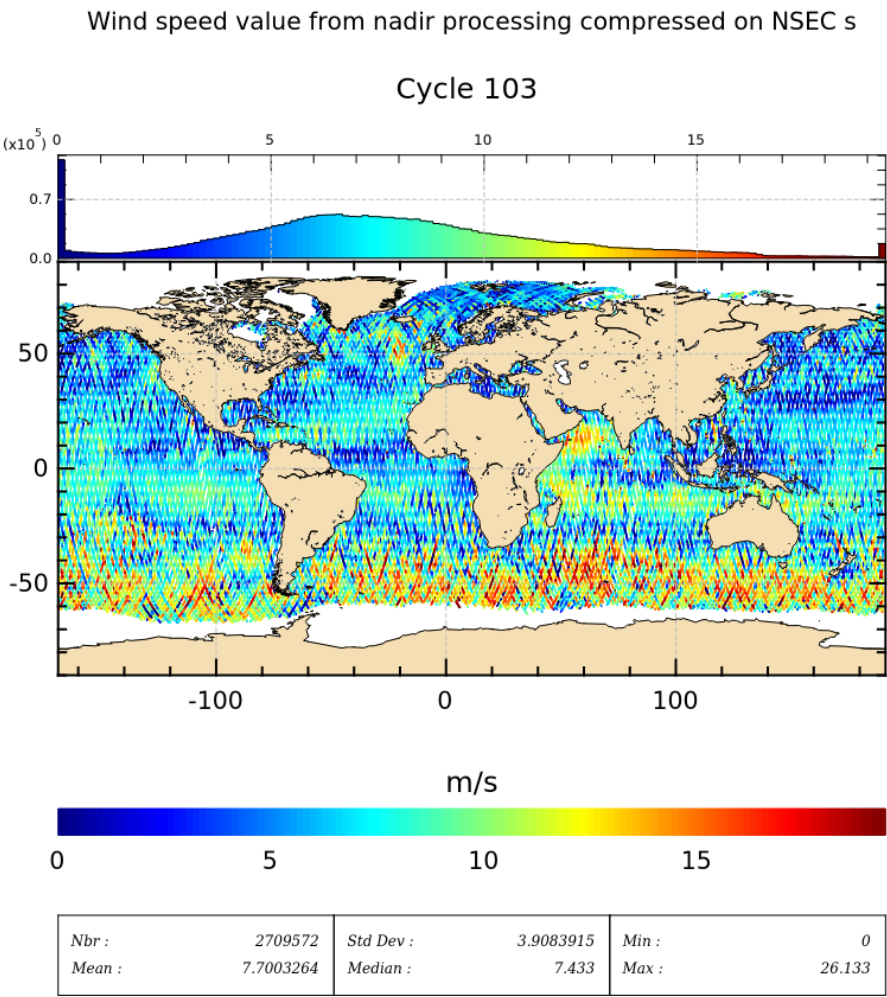 Wind speed value from nadir processing compressed on NSEC s
Cycle 103
(x10^5) 0 5 10 15
0.7
0.0
50
0
-50
-100 0 100
m/s
0 5 10 15
Nbr : 2709572 Std Dev : 3.9083915 Min : 0
Mean : 7.7003264 Median : 7.433 Max : 26.133